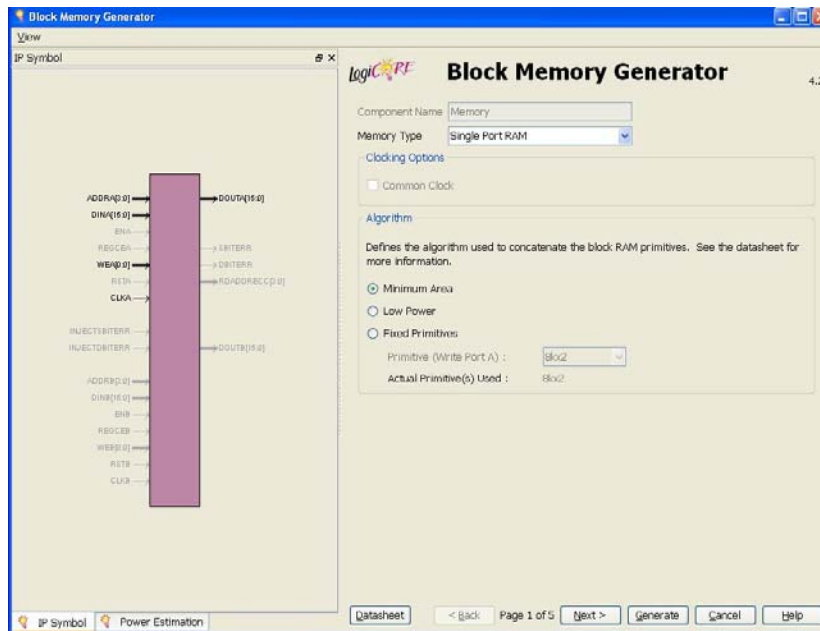 Block Memory Generator
View
IP Symbol
LogiCORE
Block Memory Generator
4.2
Component Name Memory
Memory Type Single Port RAM
Clocking Options
Common Clock
Algorithm
Defines the algorithm used to concatenate the block RAM primitives. See the datasheet for
more information.
Minimum Area
Low Power
Fixed Primitives
Primitive (Write Port A) : 8kx2
Actual Primitive(s) Used : 8kx2
ADDRA[3:0]
DOUTA[15:0]
DINA[15:0]
ENA
REGCEA
SBITERR
WEA[0:0]
DBITERR
RSTA
RDADDRECC[3:0]
CLKA
INJECTSBITERR
INJECTDBITERR
DOUTB[15:0]
ADDRB[3:0]
DINB[15:0]
ENB
REGCEB
WEB[0:0]
RSTB
CLKB
IP Symbol
Power Estimation
Datasheet
< Back
Page 1 of 5
Next >
Generate
Cancel
Help